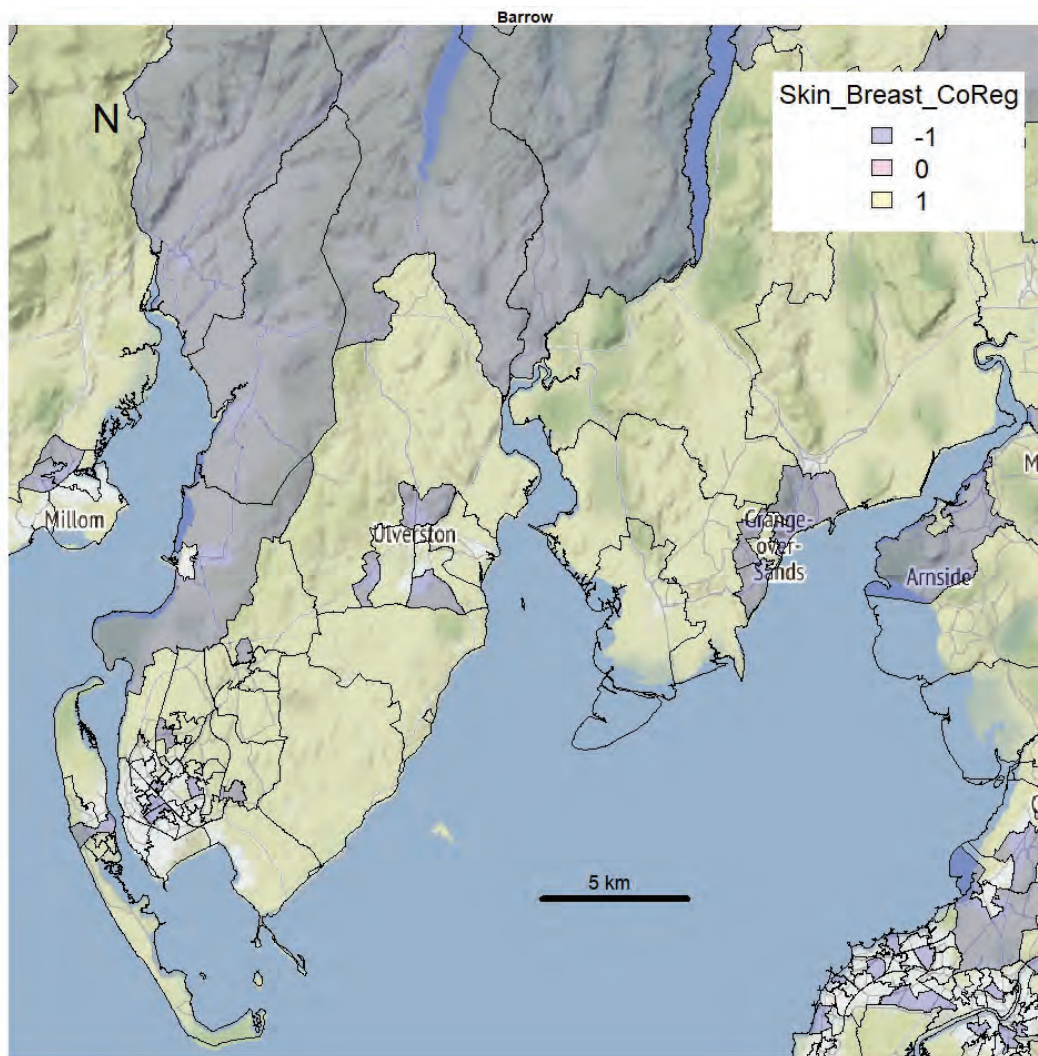 Barrow
N
Skin_Breast_CoReg
-1
0
1
Millom
Ulverston
Grange-
over-
Sands
Arnside
M
5 km